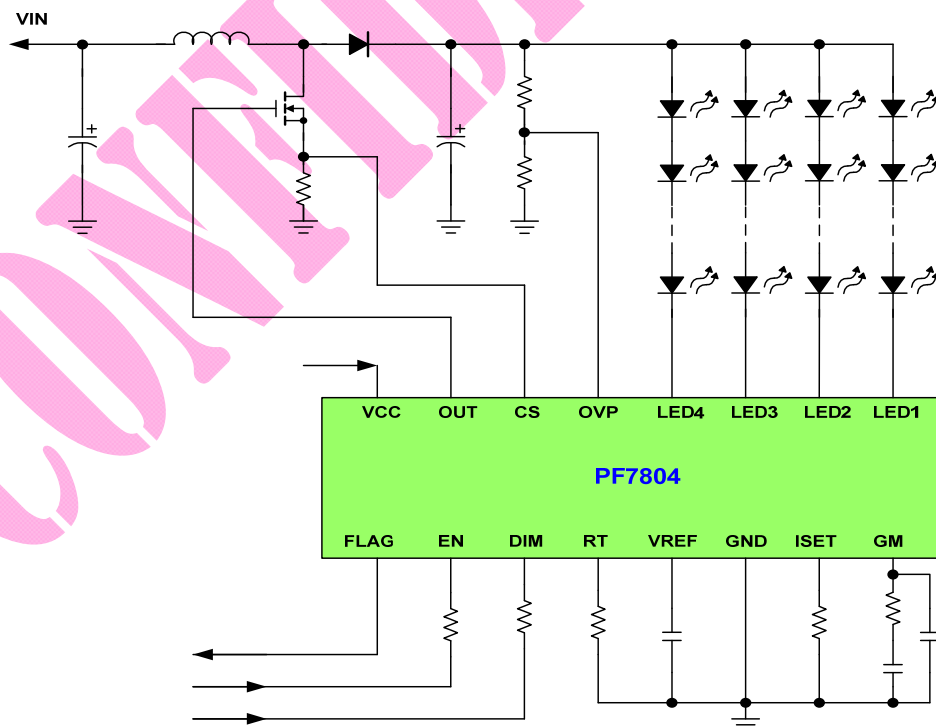 VIN
VCC OUT CS OVP LED4 LED3 LED2 LED1
PF7804
FLAG EN DIM RT VREF GND ISET GM
+
+